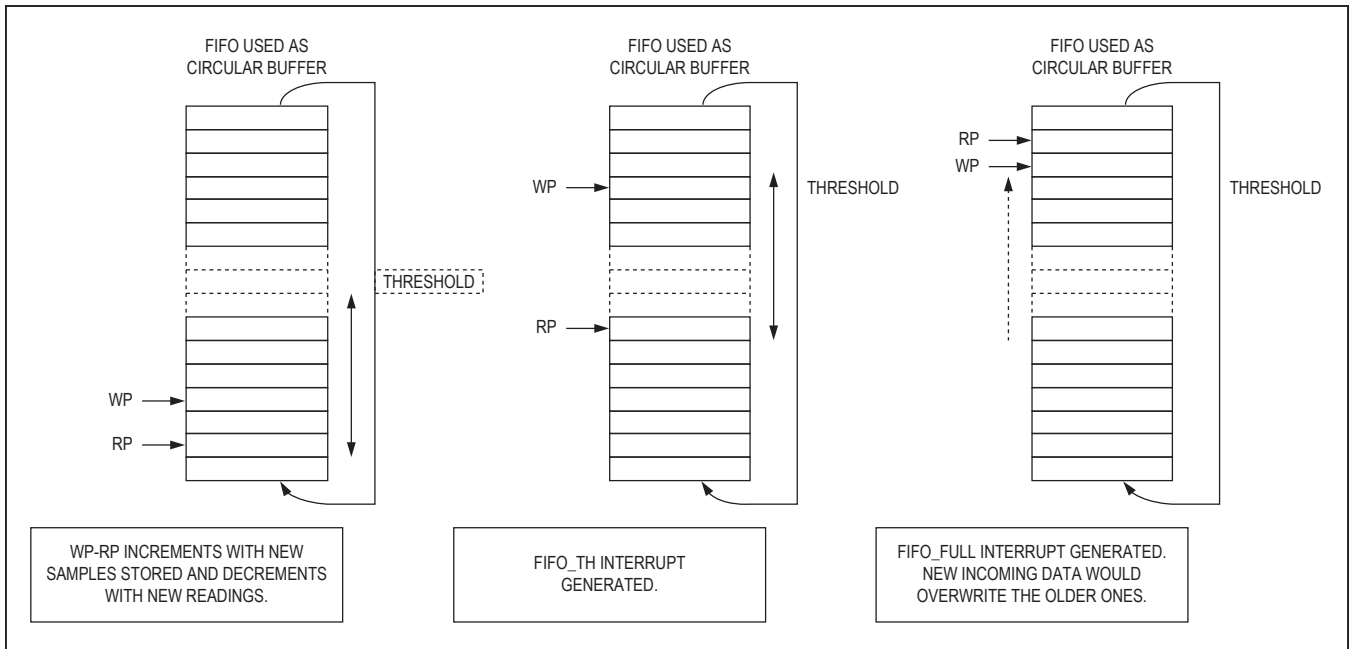 FIFO USED AS
CIRCULAR BUFFER
THRESHOLD
WP
RP
WP-RP INCREMENTS WITH NEW
SAMPLES STORED AND DECREMENTS
WITH NEW READINGS.
FIFO USED AS
CIRCULAR BUFFER
WP
THRESHOLD
RP
FIFO_TH INTERRUPT
GENERATED.
FIFO USED AS
CIRCULAR BUFFER
RP
WP
THRESHOLD
FIFO_FULL INTERRUPT GENERATED.
NEW INCOMING DATA WOULD
OVERWRITE THE OLDER ONES.